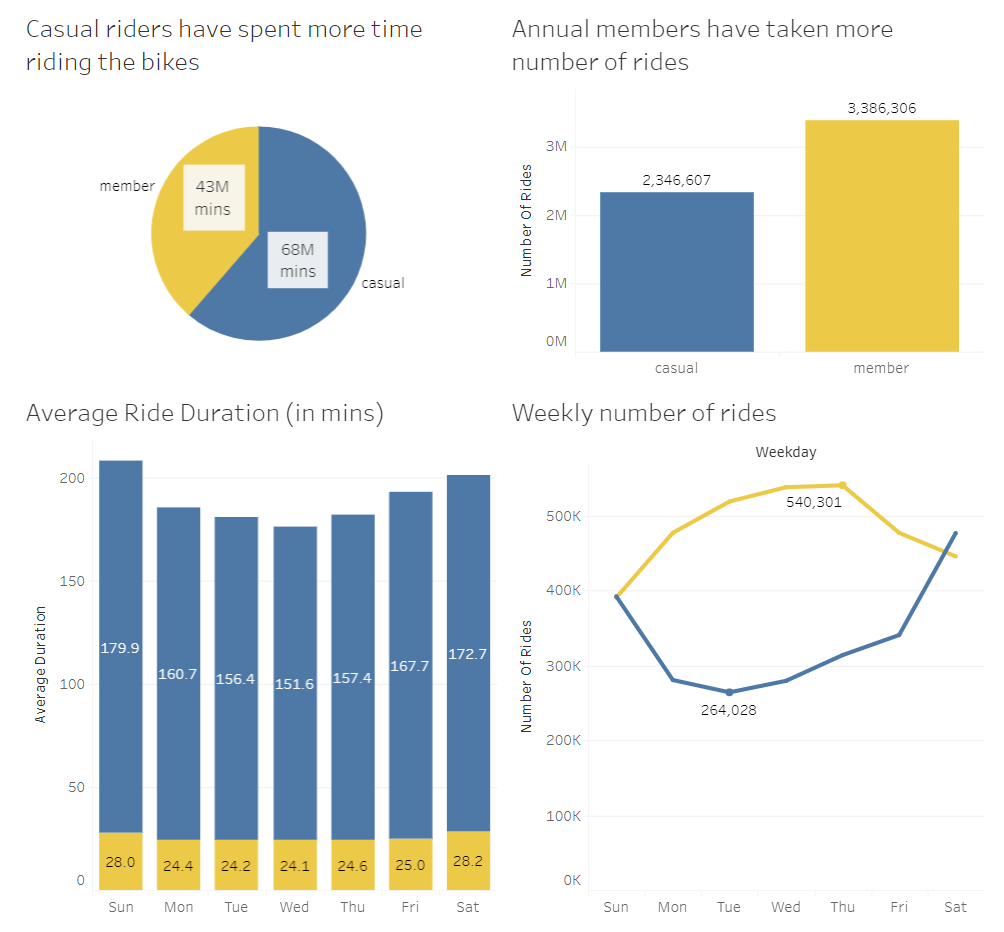 Casual riders have spent more time
riding the bikes
member
43M
mins
68M
mins
casual
Annual members have taken more
number of rides
Number Of Rides
3M
2M
1M
0M
2,346,607
3,386,306
casual
member
Average Ride Duration (in mins)
Average Duration
200
150
100
50
0
179.9
160.7
156.4
151.6
157.4
167.7
172.7
28.0
24.4
24.2
24.1
24.6
25.0
28.2
Sun
Mon
Tue
Wed
Thu
Fri
Sat
Weekly number of rides
Weekday
Number Of Rides
500K
400K
300K
200K
100K
0K
540,301
264,028
Sun
Mon
Tue
Wed
Thu
Fri
Sat